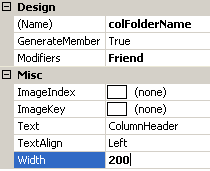 Design
(Name) colFolderName
GenerateMember True
Modifiers Friend
Misc
ImageIndex (none)
ImageKey (none)
Text ColumnHeader
TextAlign Left
Width 200